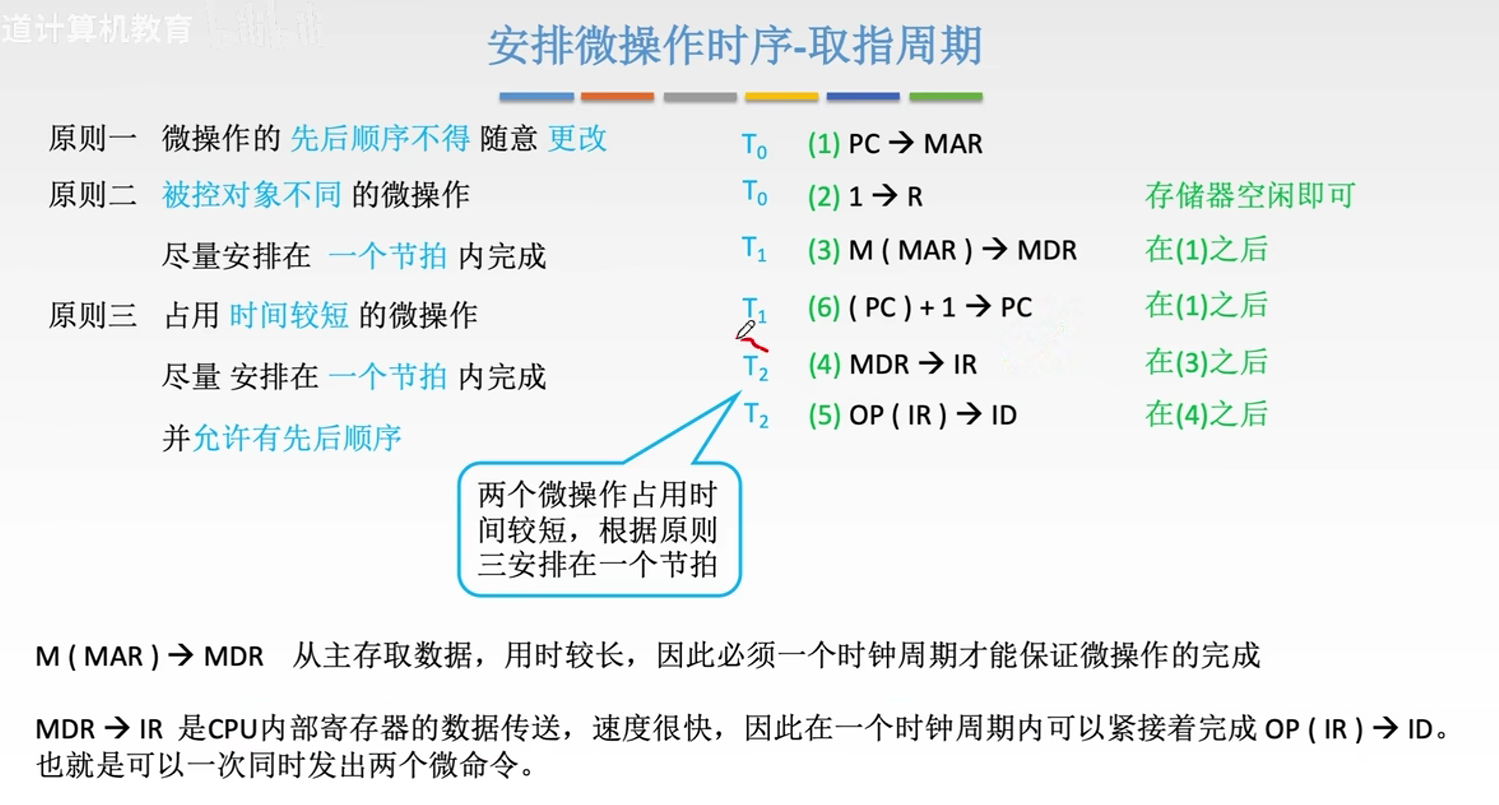 道计算机教育
安排微操作时序-取指周期
原则一 微操作的 先后顺序不得 随意 更改
原则二 被控对象不同 的微操作
尽量安排在 一个节拍 内完成
原则三 占用 时间较短 的微操作
尽量 安排在 一个节拍 内完成
并允许有先后顺序
T0 (1) PC → MAR
T0 (2) 1 → R 存储器空闲即可
T1 (3) M ( MAR ) → MDR 在(1)之后
T1 (6) ( PC ) + 1 → PC 在(1)之后
T2 (4) MDR → IR 在(3)之后
T2 (5) OP ( IR ) → ID 在(4)之后
两个微操作占用时
间较短，根据原则
三安排在一个节拍
M ( MAR ) → MDR 从主存取数据，用时较长，因此必须一个时钟周期才能保证微操作的完成
MDR → IR 是CPU内部寄存器的数据传送，速度很快，因此在一个时钟周期内可以紧接着完成 OP ( IR ) → ID。
也就是可以一次同时发出两个微命令。